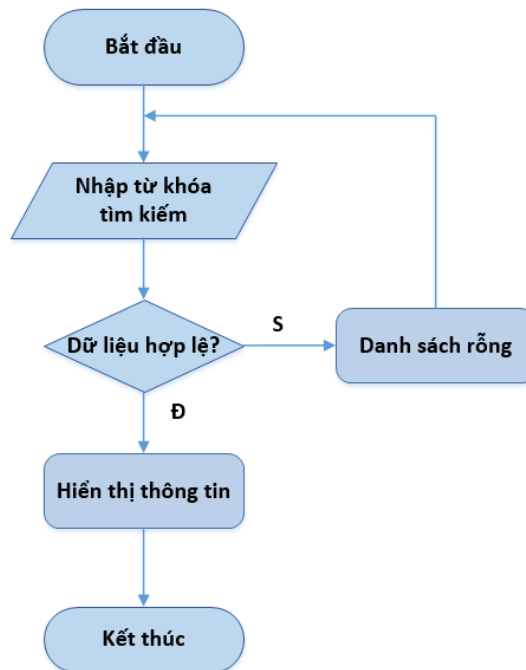 Bắt đầu
Nhập từ khóa
tìm kiếm
Dữ liệu hợp lệ?
S
Danh sách rỗng
Đ
Hiển thị thông tin
Kết thúc